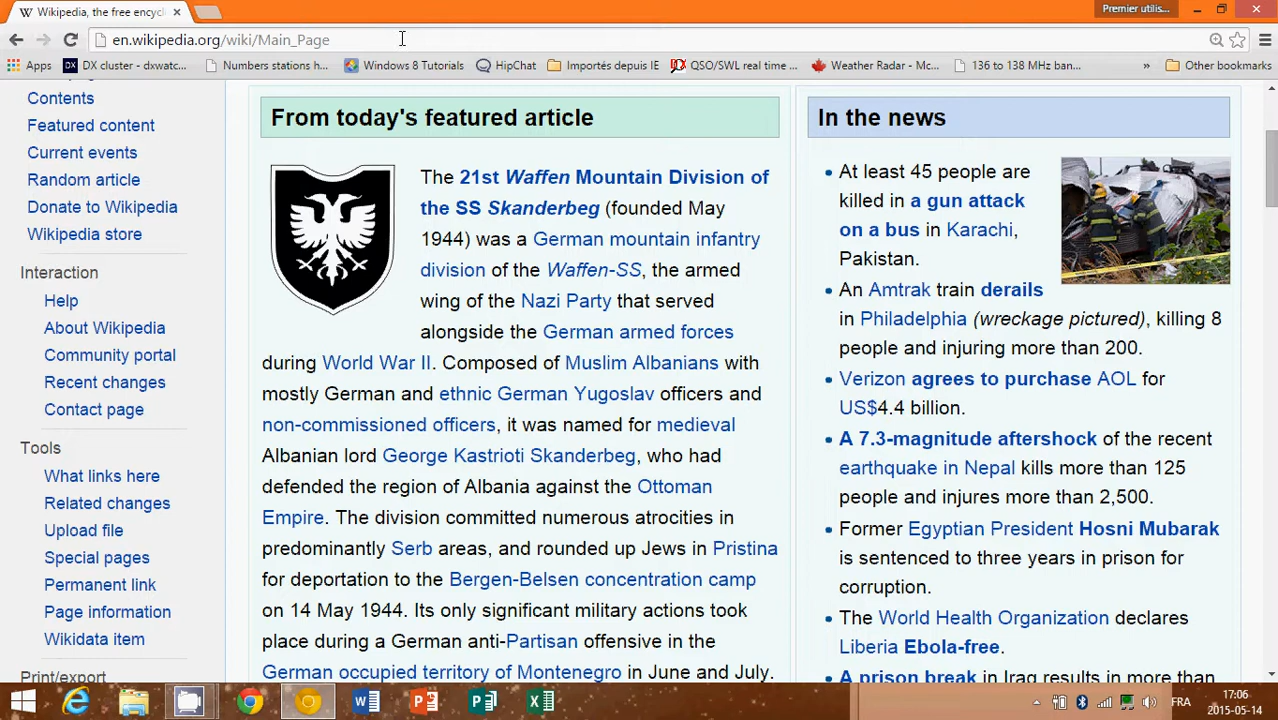 Wikipedia, the free encycl
Premier utilis...
en.wikipedia.org/wiki/Main_Page
Apps
DX cluster - dxwatc...
Numbers stations h...
Windows 8 Tutorials
HipChat
Importés depuis IE
QSO/SWL real time ...
Weather Radar - Mc...
136 to 138 MHz ban...
»
Other bookmarks
Contents
Featured content
Current events
Random article
Donate to Wikipedia
Wikipedia store
Interaction
Help
About Wikipedia
Community portal
Recent changes
Contact page
Tools
What links here
Related changes
Upload file
Special pages
Permanent link
Page information
Wikidata item
Print/export
From today's featured article
The 21st Waffen Mountain Division of
the SS Skanderbeg (founded May
1944) was a German mountain infantry
division of the Waffen-SS, the armed
wing of the Nazi Party that served
alongside the German armed forces
during World War II. Composed of Muslim Albanians with
mostly German and ethnic German Yugoslav officers and
non-commissioned officers, it was named for medieval
Albanian lord George Kastrioti Skanderbeg, who had
defended the region of Albania against the Ottoman
Empire. The division committed numerous atrocities in
predominantly Serb areas, and rounded up Jews in Pristina
for deportation to the Bergen-Belsen concentration camp
on 14 May 1944. Its only significant military actions took
place during a German anti-Partisan offensive in the
German occupied territory of Montenegro in June and July.
In the news
At least 45 people are
killed in a gun attack
on a bus in Karachi,
Pakistan.
An Amtrak train derails
in Philadelphia (wreckage pictured), killing 8
people and injuring more than 200.
Verizon agrees to purchase AOL for
US$4.4 billion.
A 7.3-magnitude aftershock of the recent
earthquake in Nepal kills more than 125
people and injures more than 2,500.
Former Egyptian President Hosni Mubarak
is sentenced to three years in prison for
corruption.
The World Health Organization declares
Liberia Ebola-free.
A prison break in Iraq results in more than
FRA
17:06
2015-05-14